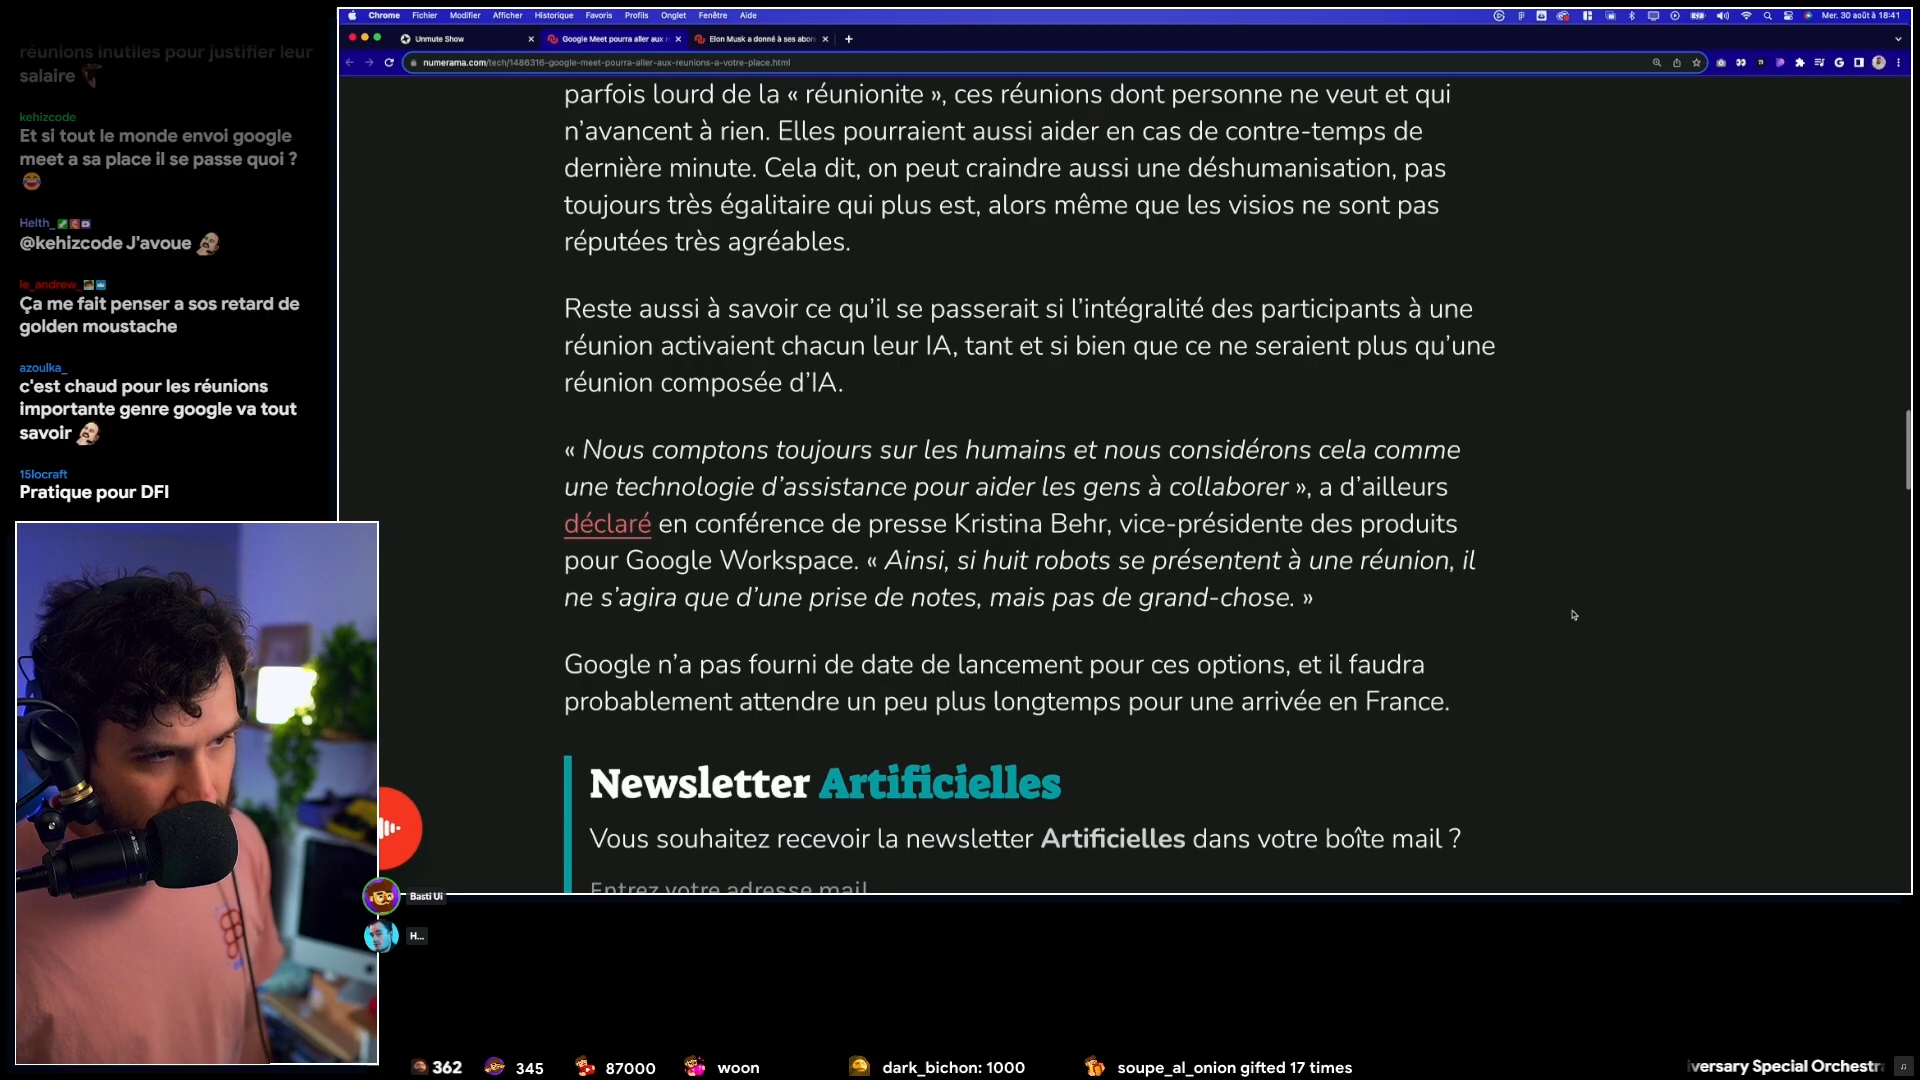 réunions inutiles pour justifier leur
salaire
kehizcode
Et si tout le monde envoi google
meet a sa place il se passe quoi ?
Helth_
@kehizcode J'avoue
le_andrew_
Ça me fait penser a sos retard de
golden moustache
azoulka_
c'est chaud pour les réunions
importante genre google va tout
savoir
15locraft
Pratique pour DFI
Chrome Fichier Modifier Afficher Historique Favoris Profils Onglet Fenêtre Aide
Mer. 30 août à 18:41
Unmute Show
Google Meet pourra aller aux r
Elon Musk a donné à ses abon
numerama.com/tech/1486316-google-meet-pourra-aller-aux-reunions-a-votre-place.html
parfois lourd de la « réunionite », ces réunions dont personne ne veut et qui
n’avancent à rien. Elles pourraient aussi aider en cas de contre-temps de
dernière minute. Cela dit, on peut craindre aussi une déshumanisation, pas
toujours très égalitaire qui plus est, alors même que les visios ne sont pas
réputées très agréables.
Reste aussi à savoir ce qu’il se passerait si l’intégralité des participants à une
réunion activaient chacun leur IA, tant et si bien que ce ne seraient plus qu’une
réunion composée d’IA.
« Nous comptons toujours sur les humains et nous considérons cela comme
une technologie d’assistance pour aider les gens à collaborer », a d’ailleurs
déclaré en conférence de presse Kristina Behr, vice-présidente des produits
pour Google Workspace. « Ainsi, si huit robots se présentent à une réunion, il
ne s’agira que d’une prise de notes, mais pas de grand-chose. »
Google n’a pas fourni de date de lancement pour ces options, et il faudra
probablement attendre un peu plus longtemps pour une arrivée en France.
Newsletter Artificielles
Vous souhaitez recevoir la newsletter Artificielles dans votre boîte mail ?
Entrez votre adresse mail
Basti Ui
H...
362 345 87000 woon dark_bichon: 1000 soupe_al_onion gifted 17 times
iversary Special Orchestr